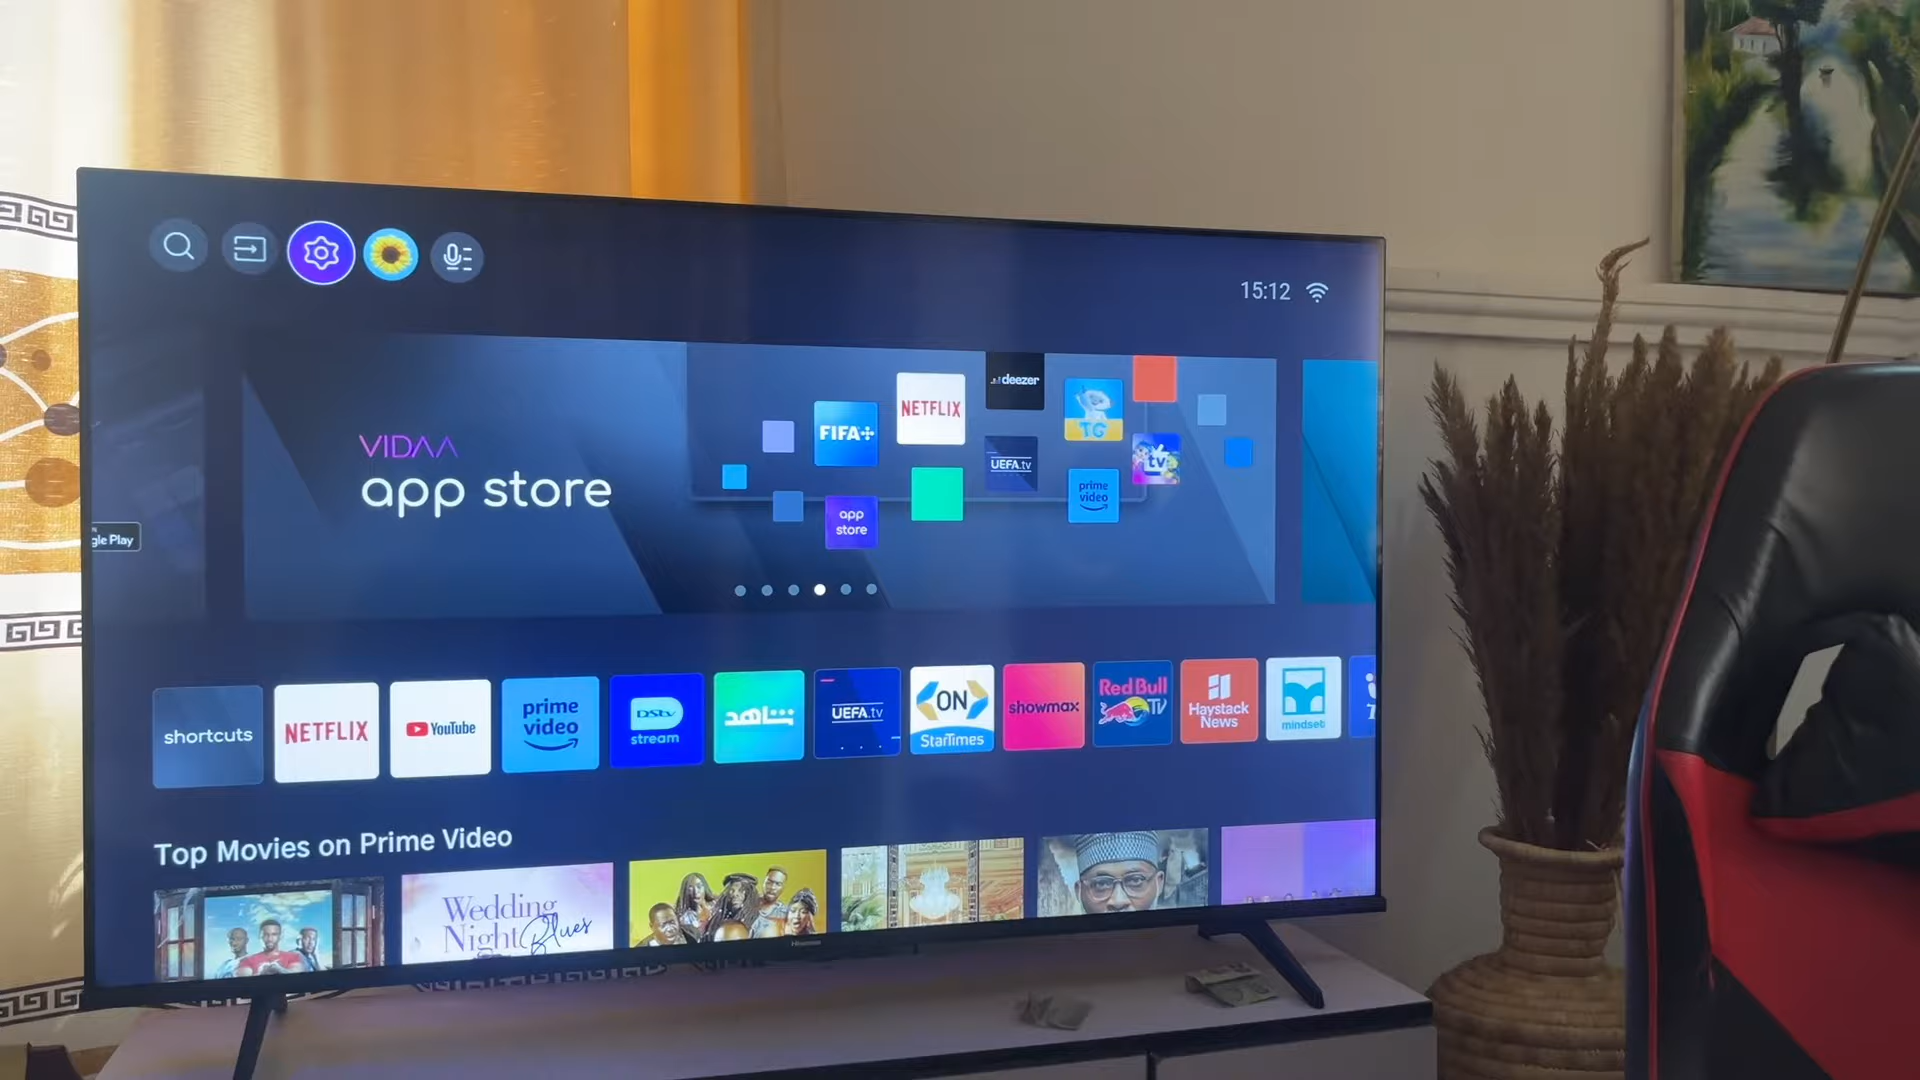 15:12
VIDAA
app store
FIFA+
NETFLIX
deezer
TG
UEFA.tv
tv
prime
video
app
store
gle Play
shortcuts
NETFLIX
YouTube
prime
video
DStv
stream
شاهد
UEFA.tv
ON
StarTimes
showmax
Red Bull
TV
Haystack
News
mindset
Top Movies on Prime Video
Wedding
Night
Blues
Hisense